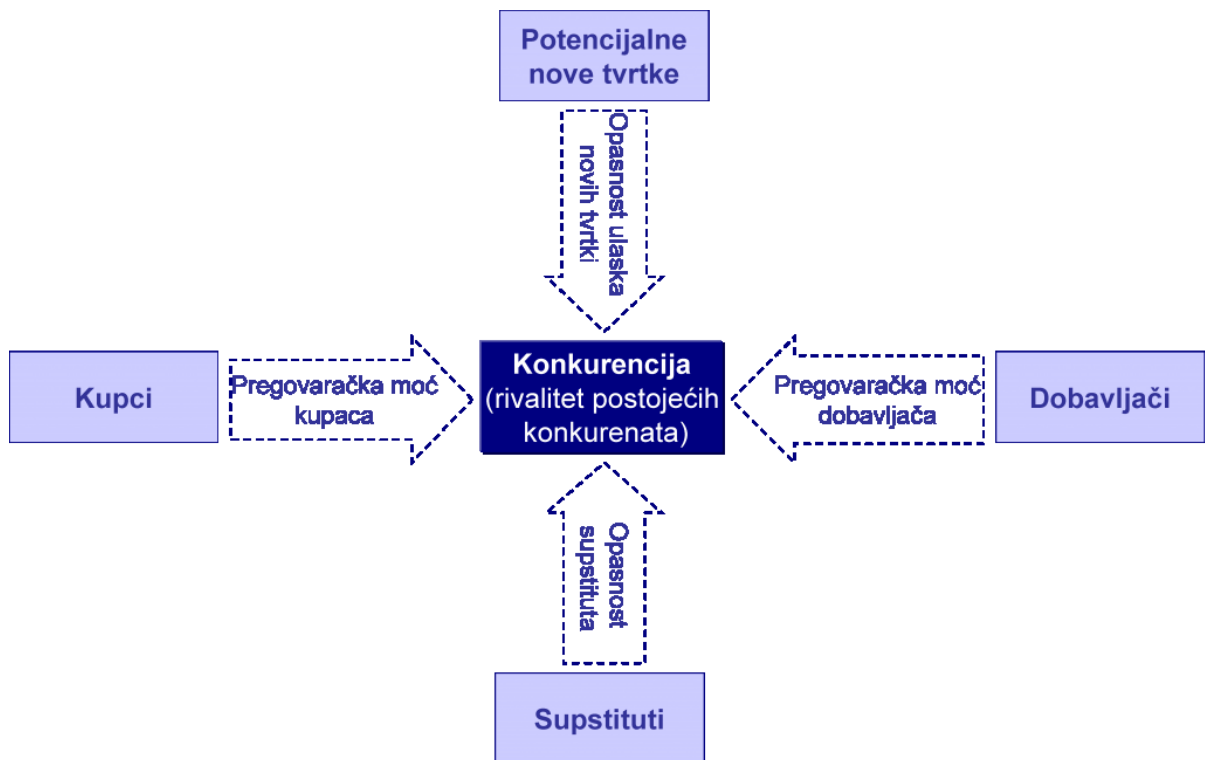 Potencijalne
nove tvrtke
Opasnost ulaska
novih tvrtki
Kupci
Pregovaračka moć
kupaca
Konkurencija
(rivalitet postojećih
konkurenata)
Pregovaračka moć
dobavljača
Dobavljači
Opasnost
supstituta
Supstituti